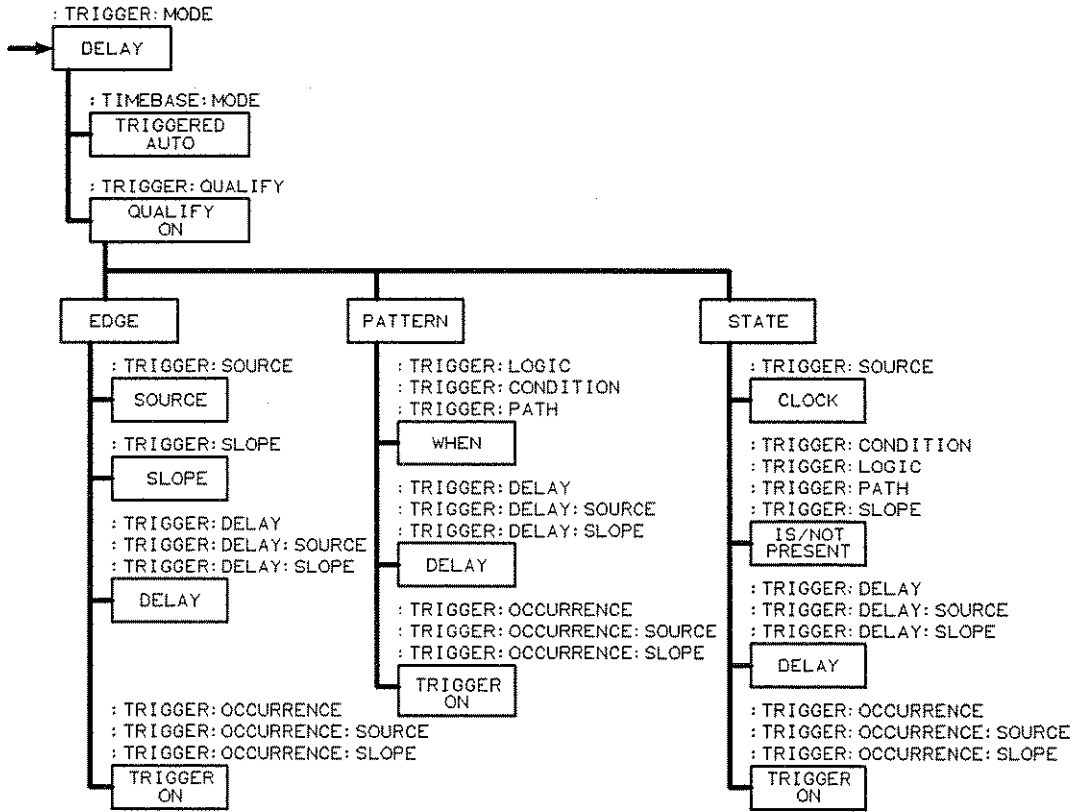 : TRIGGER: MODE
DELAY
: TIMEBASE: MODE
TRIGGERED
AUTO
: TRIGGER: QUALIFY
QUALIFY
ON
EDGE
: TRIGGER: SOURCE
SOURCE
: TRIGGER: SLOPE
SLOPE
: TRIGGER: DELAY
: TRIGGER: DELAY: SOURCE
: TRIGGER: DELAY: SLOPE
DELAY
: TRIGGER: OCCURRENCE
: TRIGGER: OCCURRENCE: SOURCE
: TRIGGER: OCCURRENCE: SLOPE
TRIGGER
ON
PATTERN
: TRIGGER: LOGIC
: TRIGGER: CONDITION
: TRIGGER: PATH
WHEN
: TRIGGER: DELAY
: TRIGGER: DELAY: SOURCE
: TRIGGER: DELAY: SLOPE
DELAY
: TRIGGER: OCCURRENCE
: TRIGGER: OCCURRENCE: SOURCE
: TRIGGER: OCCURRENCE: SLOPE
TRIGGER
ON
STATE
: TRIGGER: SOURCE
CLOCK
: TRIGGER: CONDITION
: TRIGGER: LOGIC
: TRIGGER: PATH
: TRIGGER: SLOPE
IS/NOT
PRESENT
: TRIGGER: DELAY
: TRIGGER: DELAY: SOURCE
: TRIGGER: DELAY: SLOPE
DELAY
: TRIGGER: OCCURRENCE
: TRIGGER: OCCURRENCE: SOURCE
: TRIGGER: OCCURRENCE: SLOPE
TRIGGER
ON